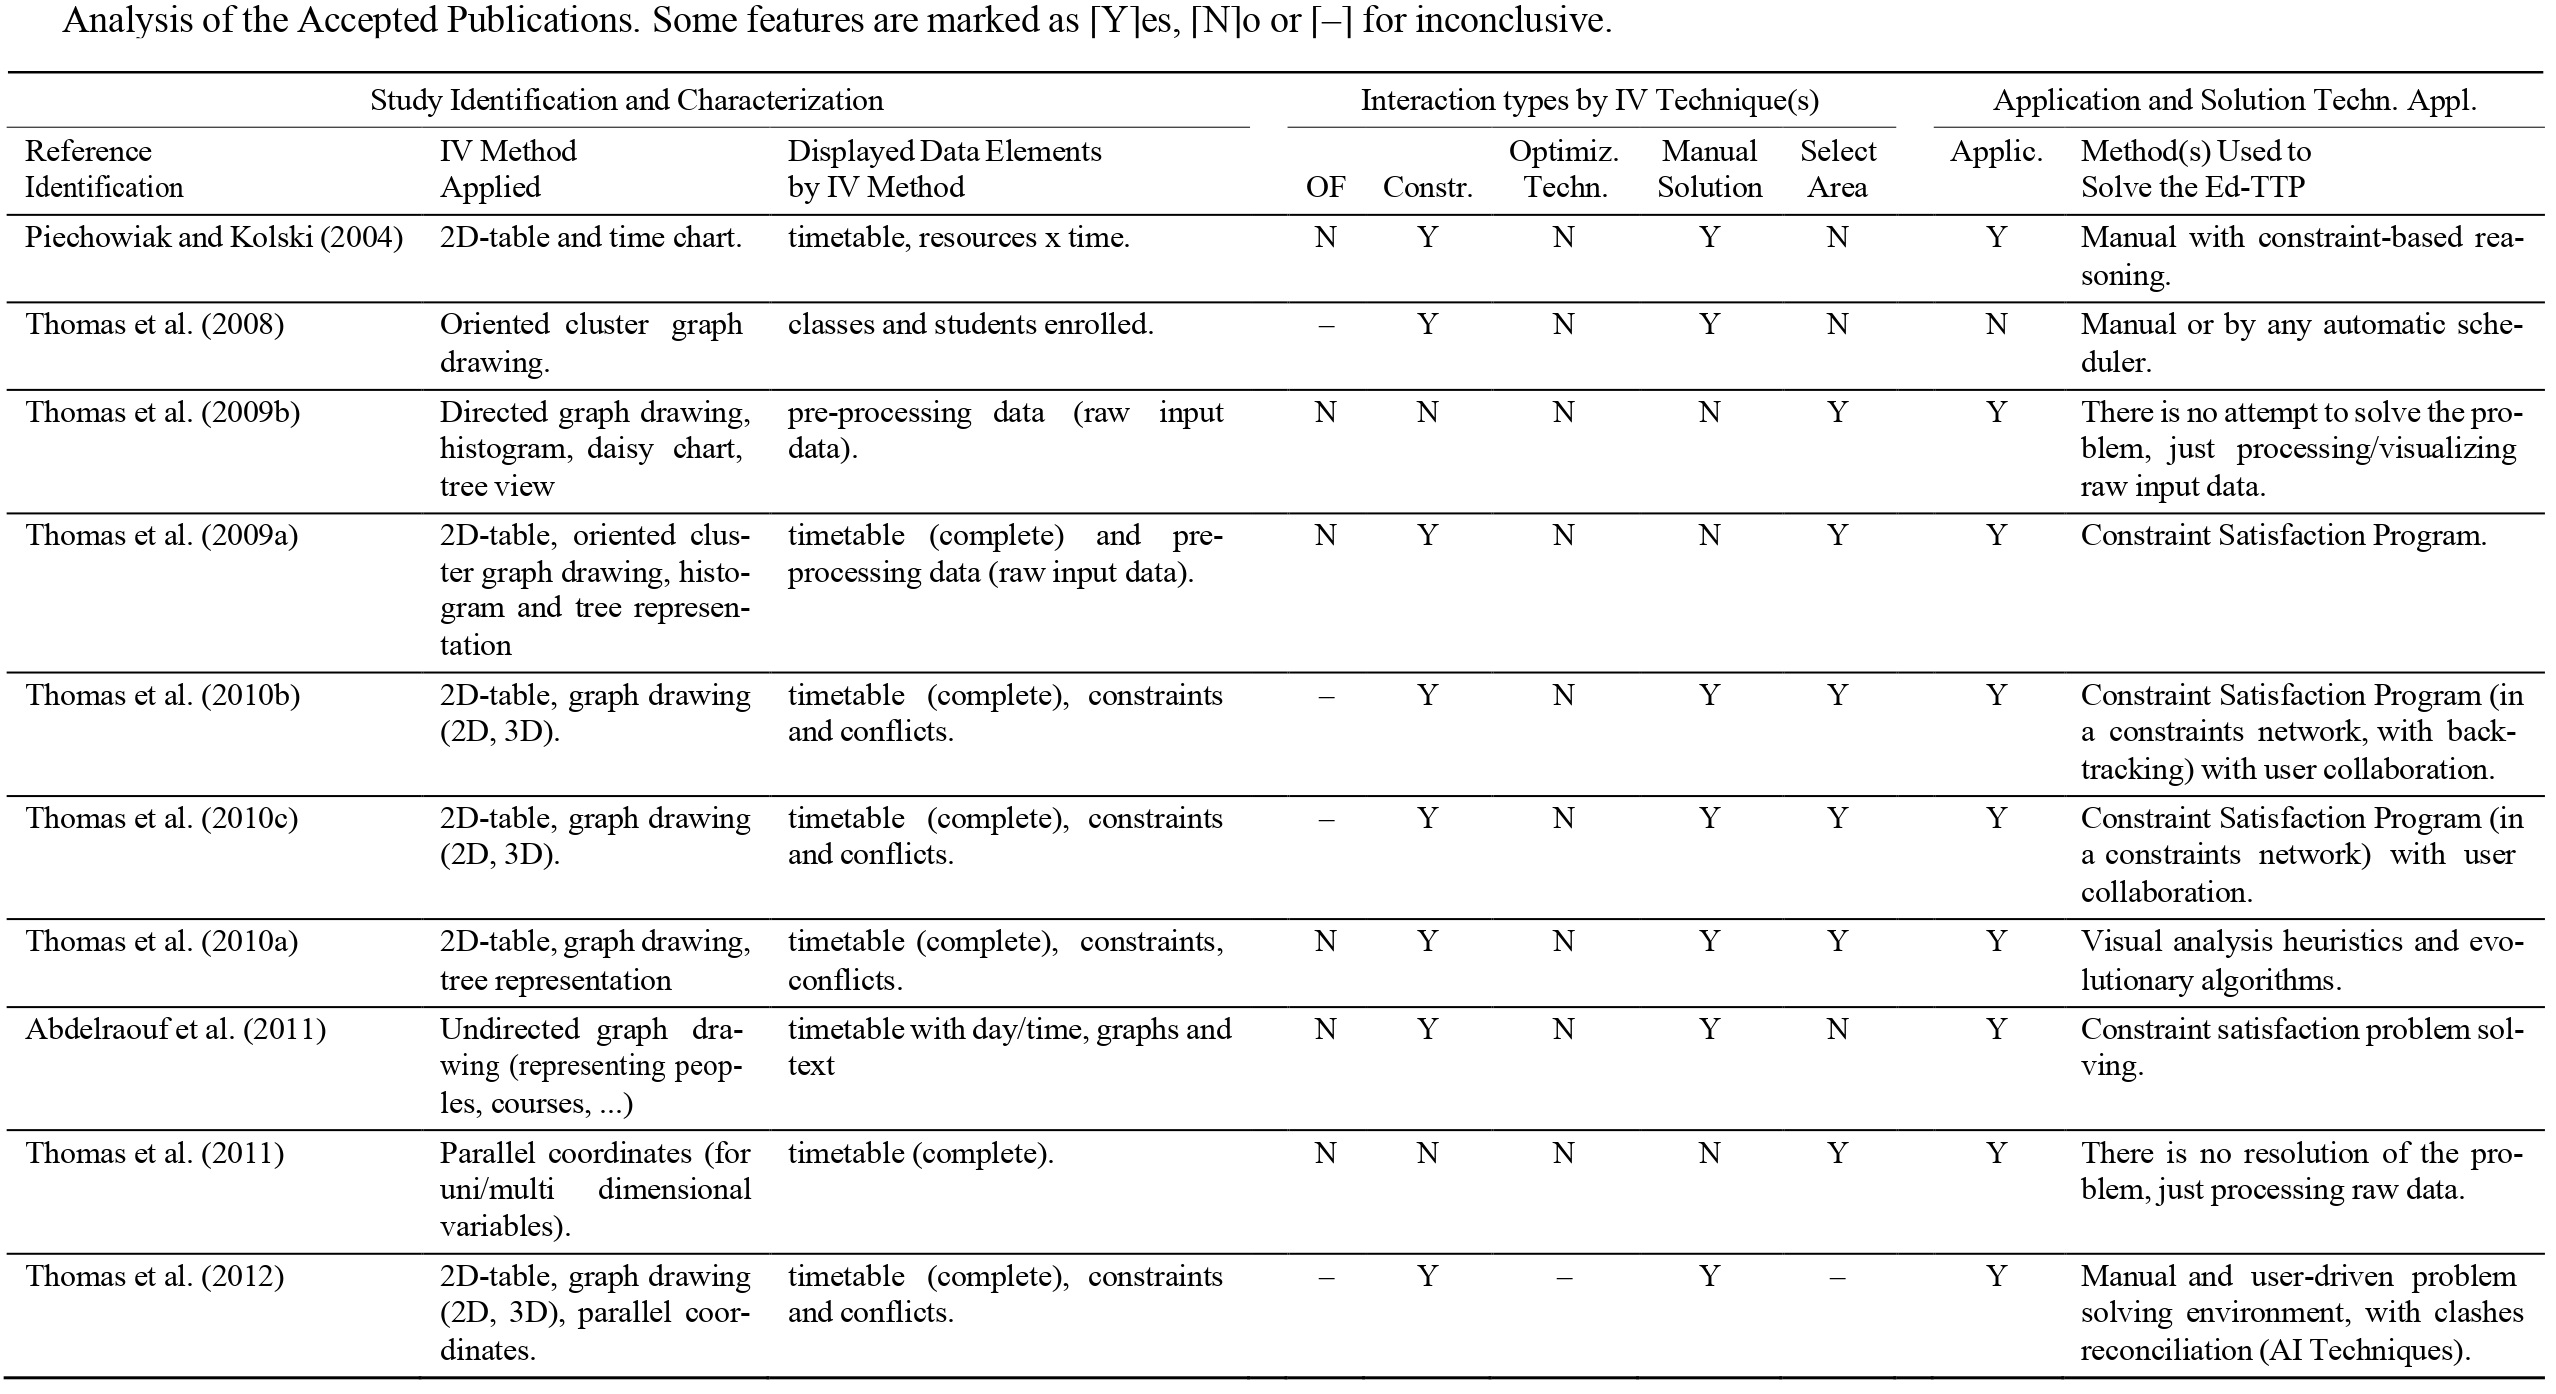 Analysis of the Accepted Publications. Some features are marked as [Y]es, [N]o or [–] for inconclusive.
Study Identification and Characterization Interaction types by IV Technique(s) Application and Solution Techn. Appl.
Reference IV Method Displayed Data Elements Optimiz. Manual Select Applic. Method(s) Used to
Identification Applied by IV Method OF Constr. Techn. Solution Area Solve the Ed-TTP
Piechowiak and Kolski (2004) 2D-table and time chart. timetable, resources x time. N Y N Y N Y Manual with constraint-based rea-
soning.
Thomas et al. (2008) Oriented cluster graph classes and students enrolled. – Y N Y N N Manual or by any automatic sche-
drawing. duler.
Thomas et al. (2009b) Directed graph drawing, pre-processing data (raw input N N N N Y Y There is no attempt to solve the pro-
histogram, daisy chart, data). blem, just processing/visualizing
tree view raw input data.
Thomas et al. (2009a) 2D-table, oriented clus- timetable (complete) and pre- N Y N N Y Y Constraint Satisfaction Program.
ter graph drawing, histo- processing data (raw input data).
gram and tree represen-
tation
Thomas et al. (2010b) 2D-table, graph drawing timetable (complete), constraints – Y N Y Y Y Constraint Satisfaction Program (in
(2D, 3D). and conflicts. a constraints network, with back-
tracking) with user collaboration.
Thomas et al. (2010c) 2D-table, graph drawing timetable (complete), constraints – Y N Y Y Y Constraint Satisfaction Program (in
(2D, 3D). and conflicts. a constraints network) with user
collaboration.
Thomas et al. (2010a) 2D-table, graph drawing, timetable (complete), constraints, N Y N Y Y Y Visual analysis heuristics and evo-
tree representation conflicts. lutionary algorithms.
Abdelraouf et al. (2011) Undirected graph dra- timetable with day/time, graphs and N Y N Y N Y Constraint satisfaction problem sol-
wing (representing peop- text ving.
les, courses, ...)
Thomas et al. (2011) Parallel coordinates (for timetable (complete). N N N N Y Y There is no resolution of the pro-
uni/multi dimensional blem, just processing raw data.
variables).
Thomas et al. (2012) 2D-table, graph drawing timetable (complete), constraints – Y – Y – Y Manual and user-driven problem
(2D, 3D), parallel coor- and conflicts. solving environment, with clashes
dinates. reconciliation (AI Techniques).